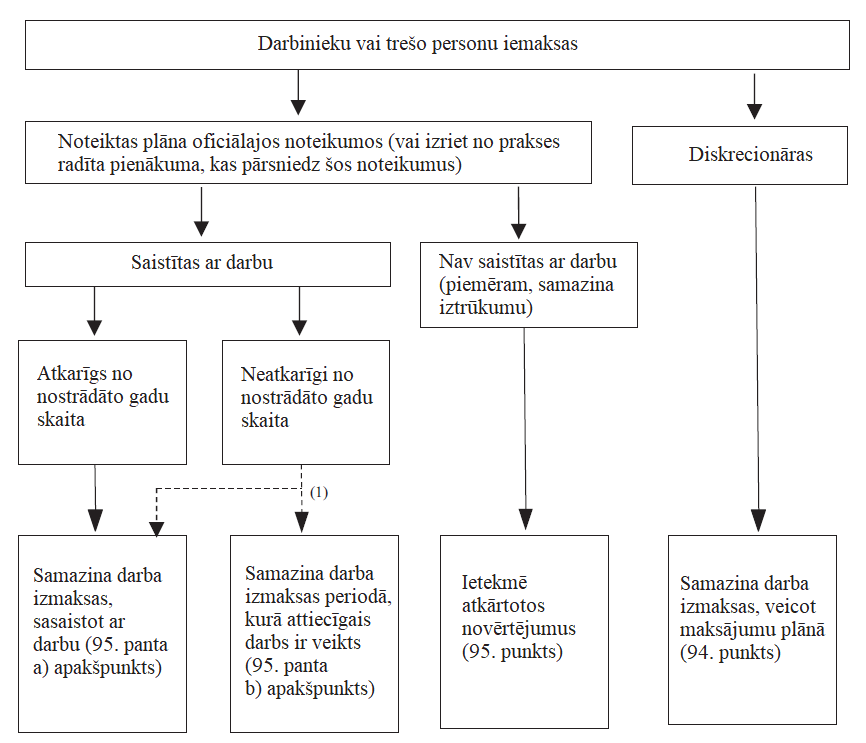 Darbinieku vai trešo personu iemaksas
Noteiktas plāna oficiālajos noteikumos (vai izriet no prakses
radīta pienākuma, kas pārsniedz šos noteikumus)
Diskrecionāras
Saistītas ar darbu
Nav saistītas ar darbu
(piemēram, samazina
iztrūkumu)
Atkarīgs no
nostrādāto gadu
skaita
Neatkarīgi no
nostrādāto gadu
skaita
(1)
Samazina darba
izmaksas,
sasaistot ar
darbu (95. panta
a) apakšpunkts)
Samazina darba
izmaksas periodā,
kurā attiecīgais
darbs ir veikts
(95. panta
b) apakšpunkts)
Ietekmē
atkārtotos
novērtējumus
(95. punkts)
Samazina darba
izmaksas, veicot
maksājumu plānā
(94. punkts)